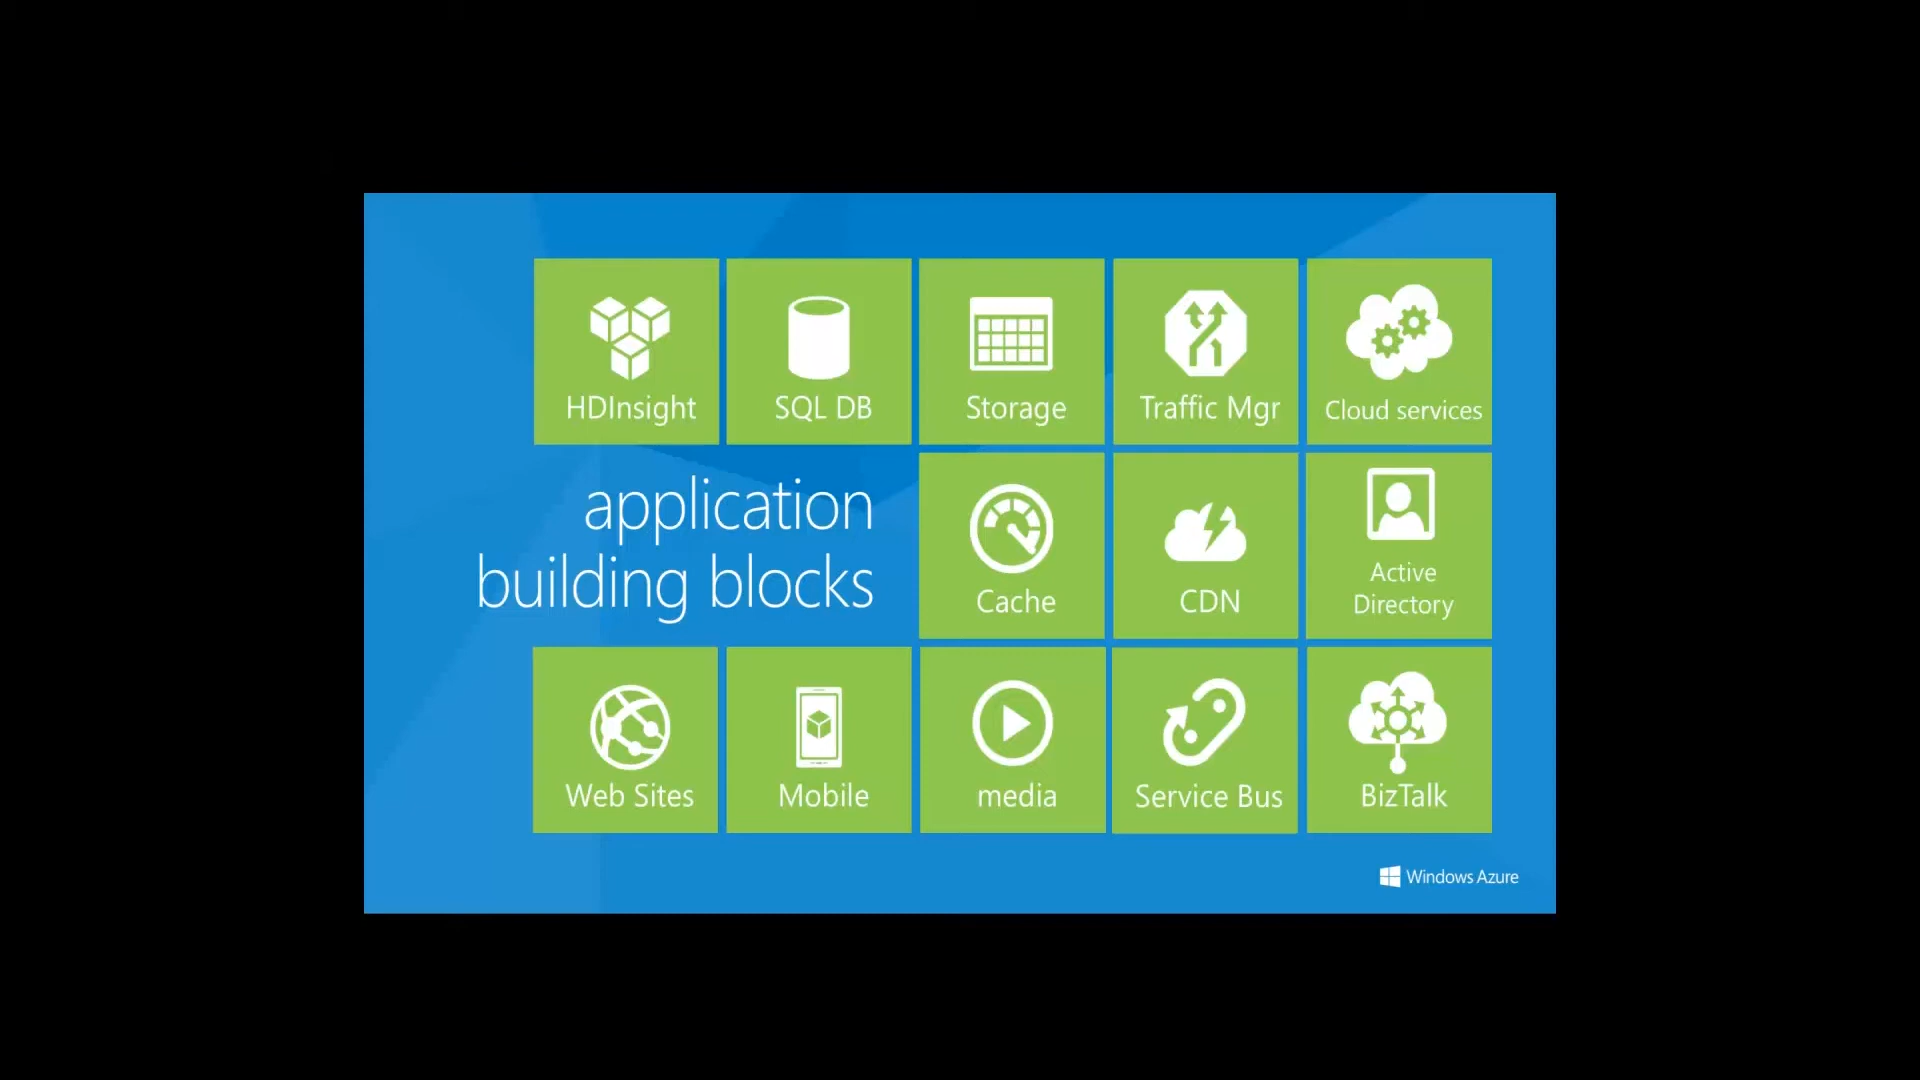 HDInsight
SQL DB
Storage
Traffic Mgr
Cloud services
application
building blocks
Cache
CDN
Active
Directory
Web Sites
Mobile
media
Service Bus
BizTalk
Windows Azure